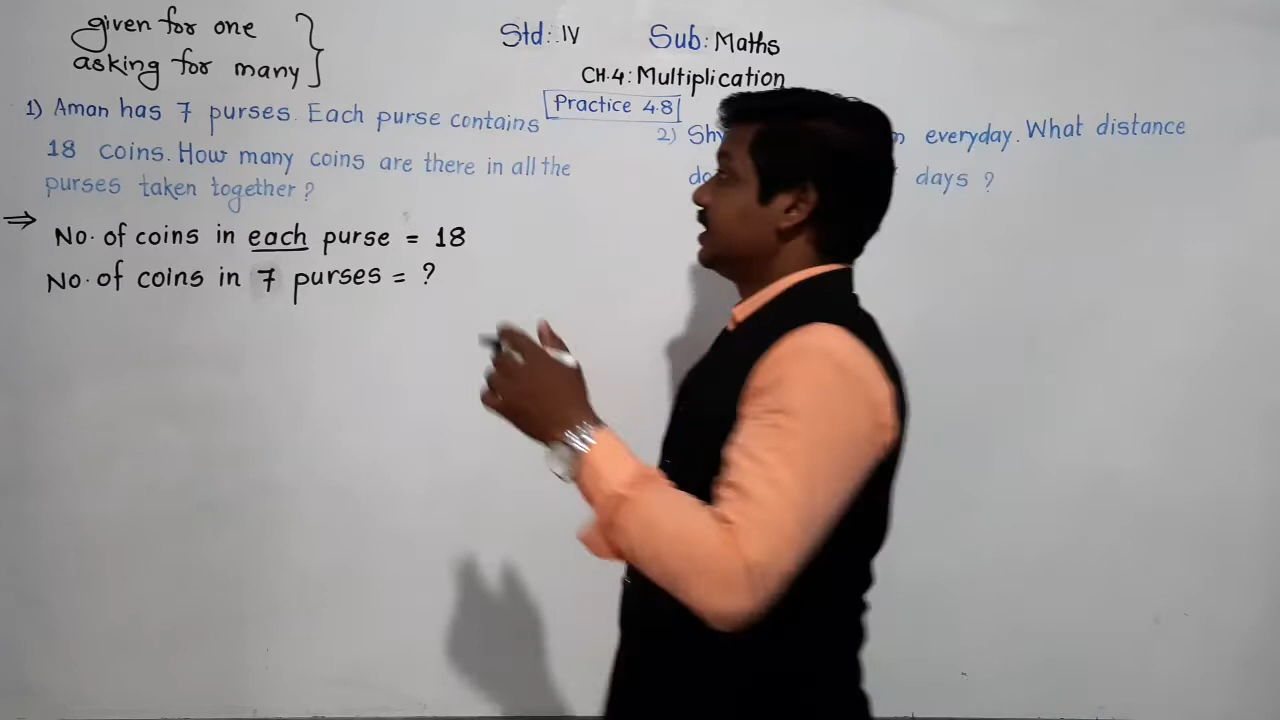 given for one
asking for many
Std: IV Sub: Maths
CH.4: Multiplication
Practice 4.8
1) Aman has 7 purses. Each purse contains
18 coins. How many coins are there in all the
purses taken together?
⇒ No. of coins in each purse = 18
No. of coins in 7 purses = ?
2) everyday. What distance
days ?